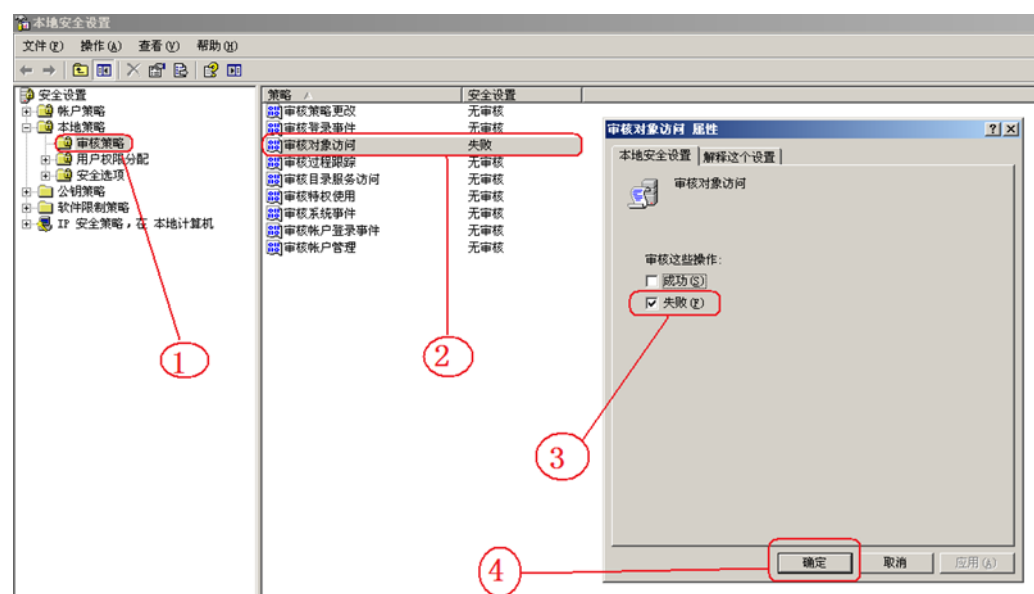 本地安全设置
文件(F) 操作(A) 查看(V) 帮助(H)
安全设置
帐户策略
本地策略
审核策略
用户权限分配
安全选项
公钥策略
软件限制策略
IP 安全策略，在 本地计算机
策略 安全设置
审核策略更改 无审核
审核登录事件 无审核
审核对象访问 失败
审核过程跟踪 无审核
审核目录服务访问 无审核
审核特权使用 无审核
审核系统事件 无审核
审核帐户登录事件 无审核
审核帐户管理 无审核
审核对象访问 属性
本地安全设置 解释这个设置
审核对象访问
审核这些操作:
成功(S)
失败(F)
确定 取消 应用(A)
1
2
3
4